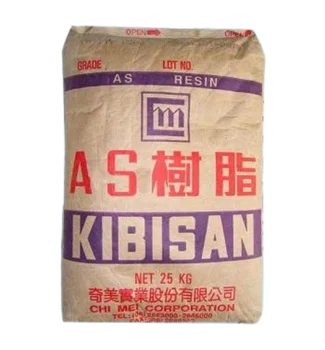 OPEN OPEN
GRADE LOT NO.
AS RESIN
AS樹脂
KIBISAN
NET 25 KG
奇美實業股份有限公司
CHI MEI CORPORATION